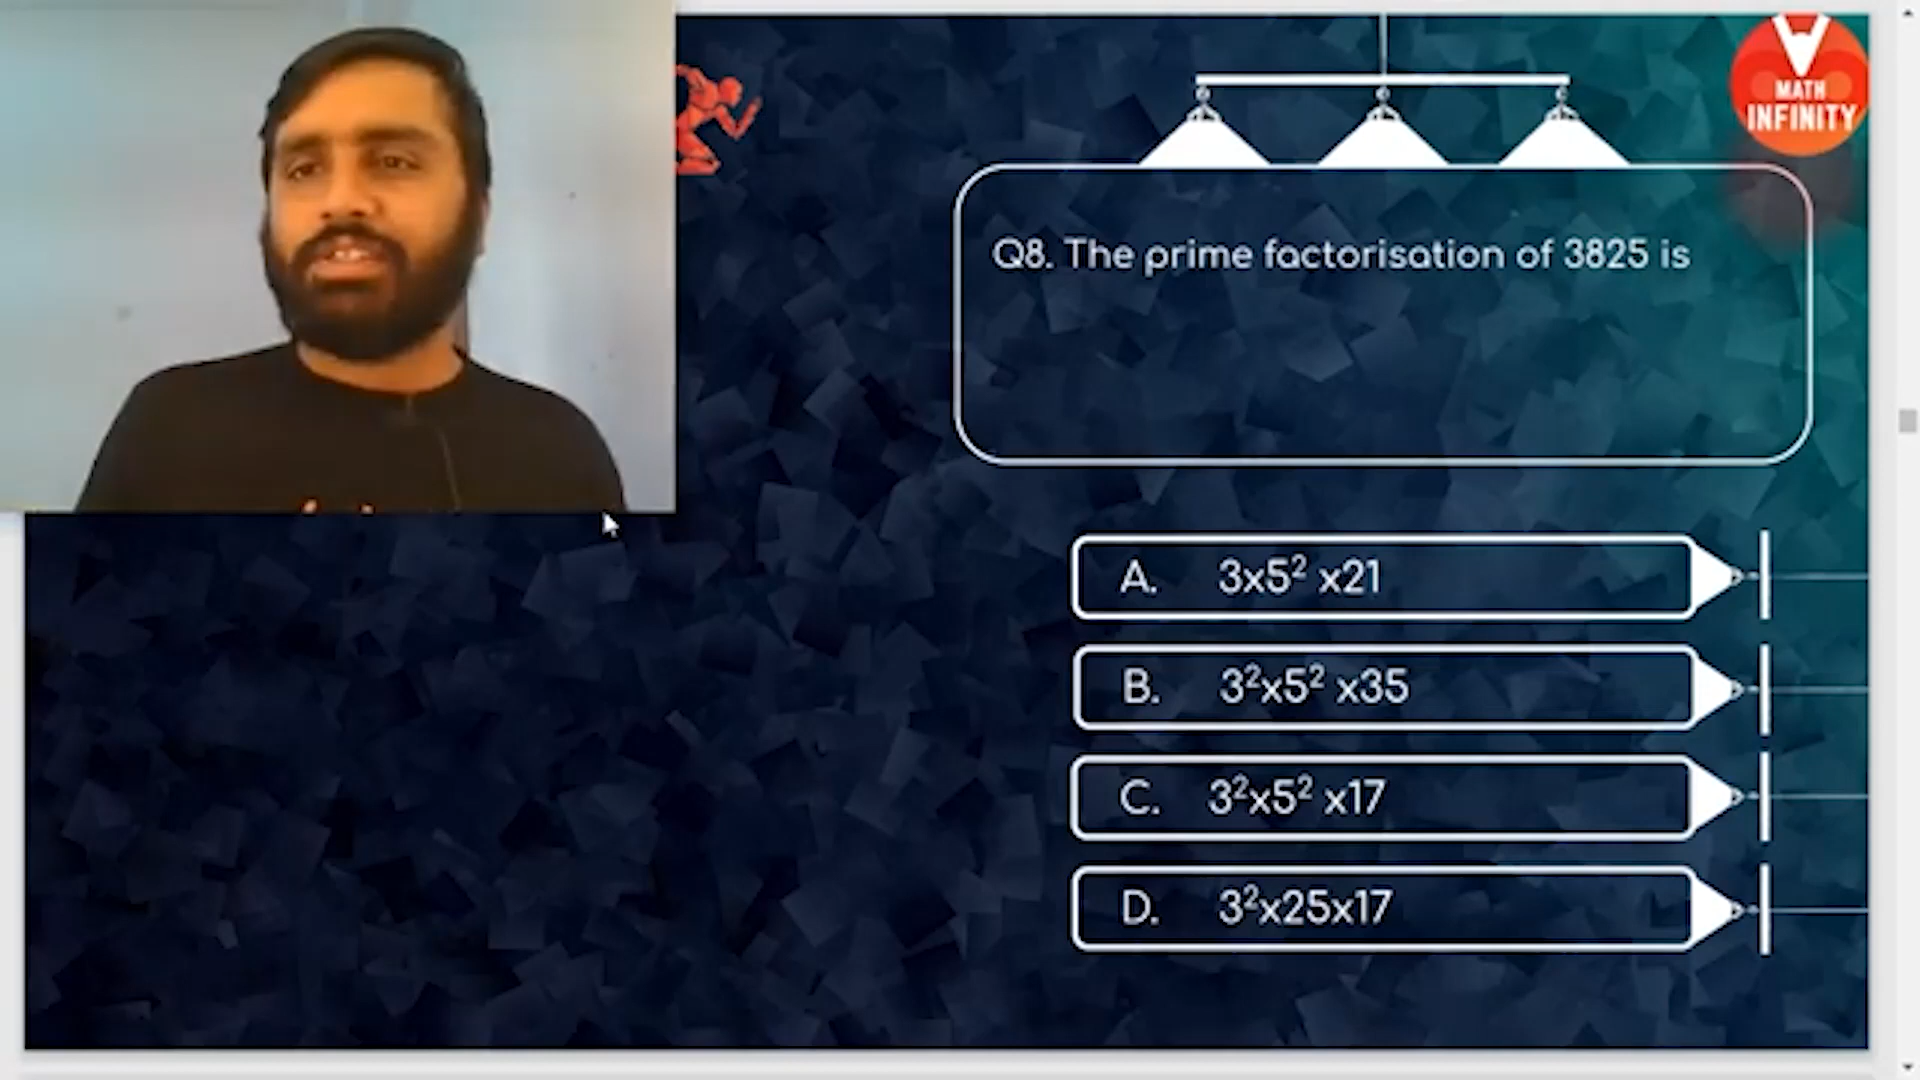 MATH
INFINITY
Q8. The prime factorisation of 3825 is
A. 3x5² x21
B. 3²x5² x35
C. 3²x5² x17
D. 3²x25x17